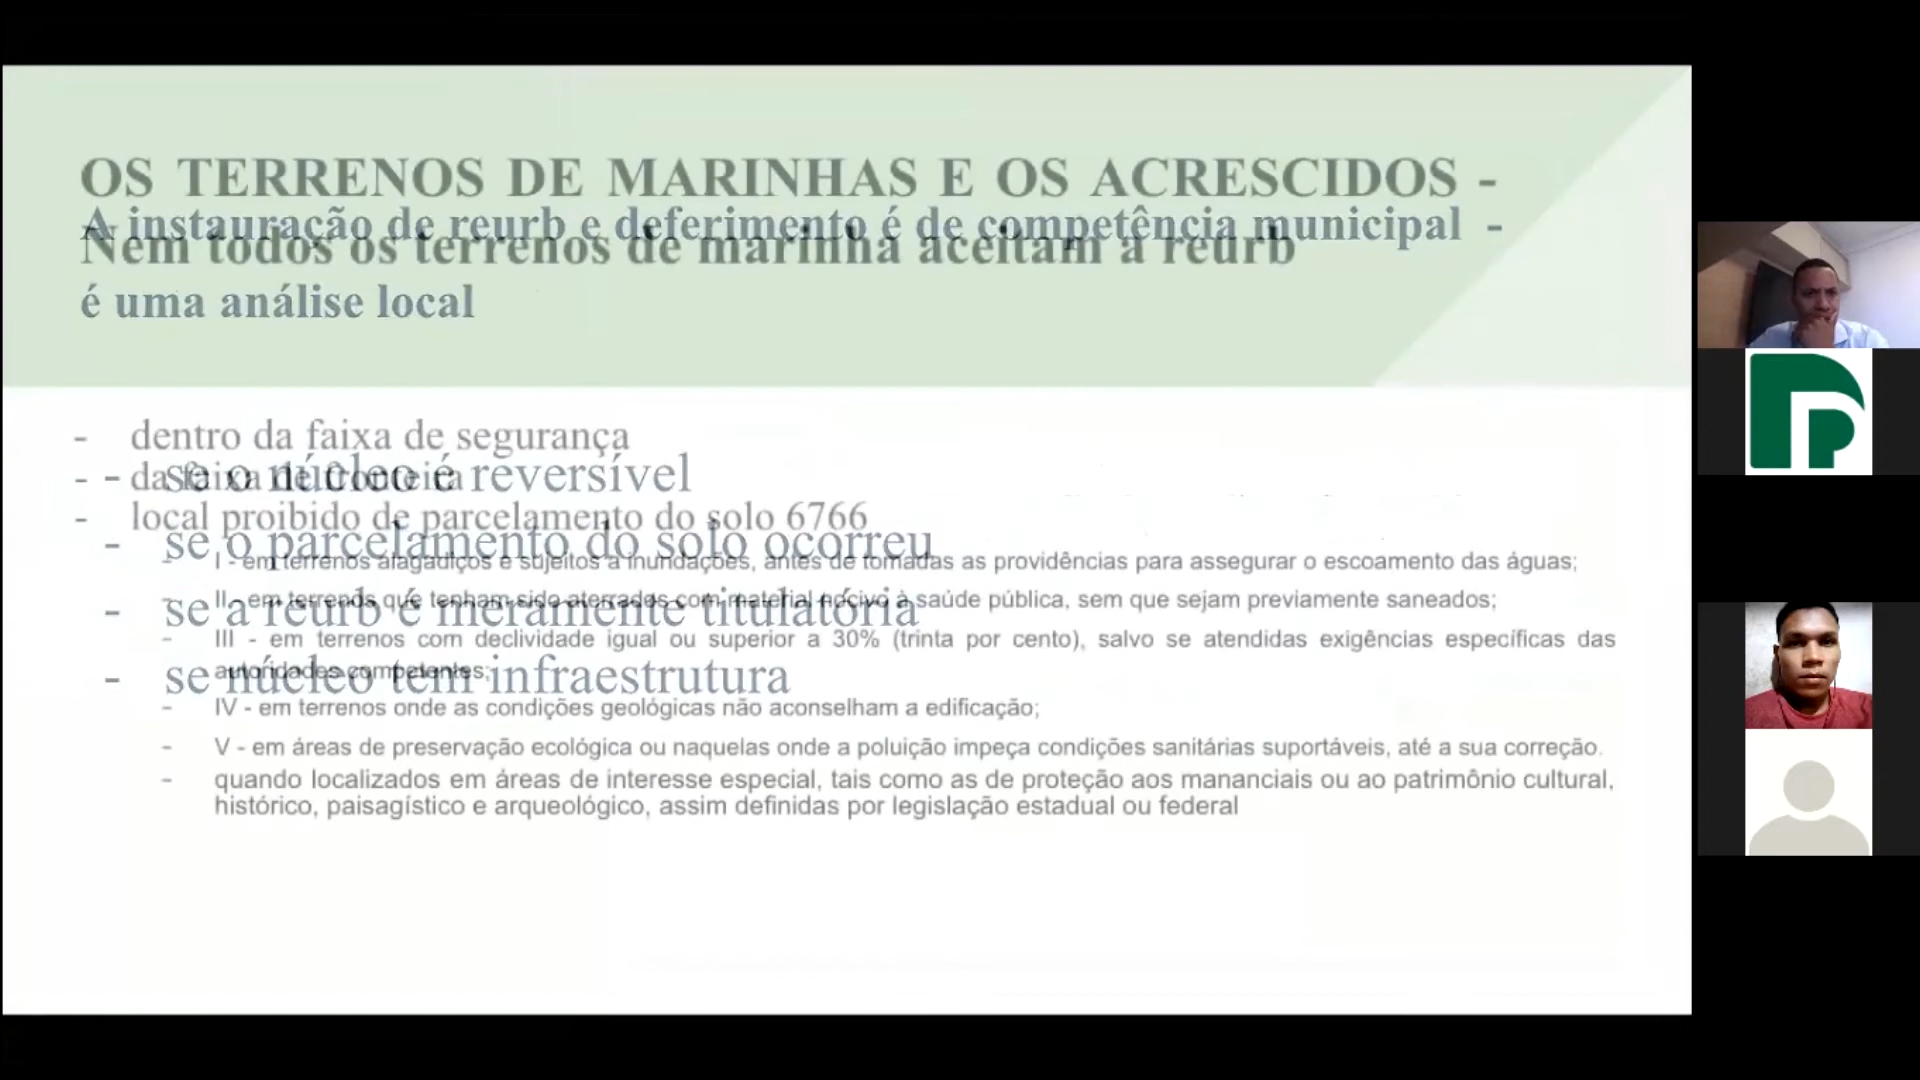 OS TERRENOS DE MARINHAS E OS ACRESCIDOS -
A instauração de reurb e deferimento é de competência municipal -
Nem todos os terrenos de marinha aceitam a reurb
é uma análise local
- dentro da faixa de segurança
- da faixa de fronteira
- se o núcleo é reversível
- local proibido de parcelamento do solo 6766
- se o parcelamento do solo ocorreu
- I - em terrenos alagadiços e sujeitos a inundações, antes de tomadas as providências para assegurar o escoamento das águas;
- II - em terrenos que tenham sido aterrados com material nocivo à saúde pública, sem que sejam previamente saneados;
- se a reurb é meramente titulatória
- III - em terrenos com declividade igual ou superior a 30% (trinta por cento), salvo se atendidas exigências específicas das
autoridades competentes;
- se núcleo tem infraestrutura
- IV - em terrenos onde as condições geológicas não aconselham a edificação;
- V - em áreas de preservação ecológica ou naquelas onde a poluição impeça condições sanitárias suportáveis, até a sua correção.
- quando localizados em áreas de interesse especial, tais como as de proteção aos mananciais ou ao patrimônio cultural,
histórico, paisagístico e arqueológico, assim definidas por legislação estadual ou federal